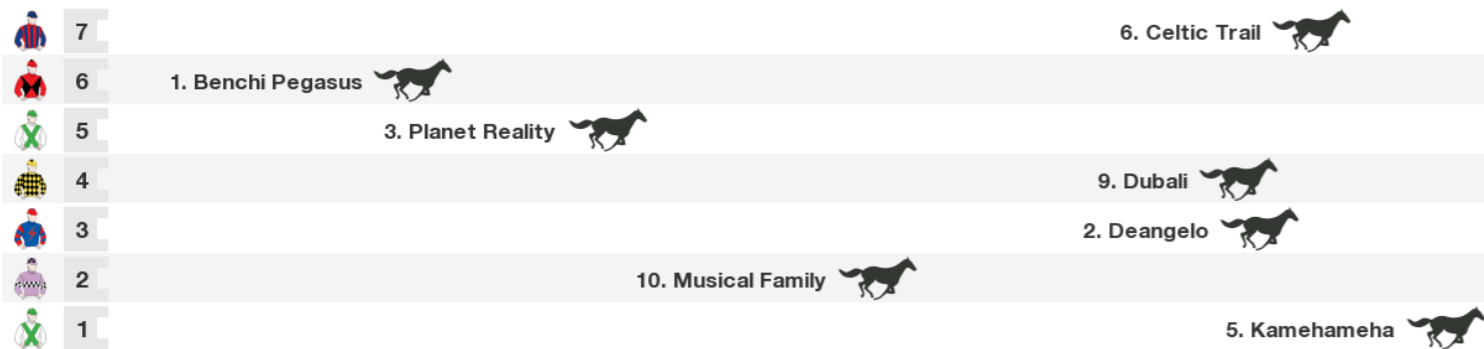 7 6. Celtic Trail
6 1. Benchi Pegasus
5 3. Planet Reality
4 9. Dubali
3 2. Deangelo
2 10. Musical Family
1 5. Kamehameha